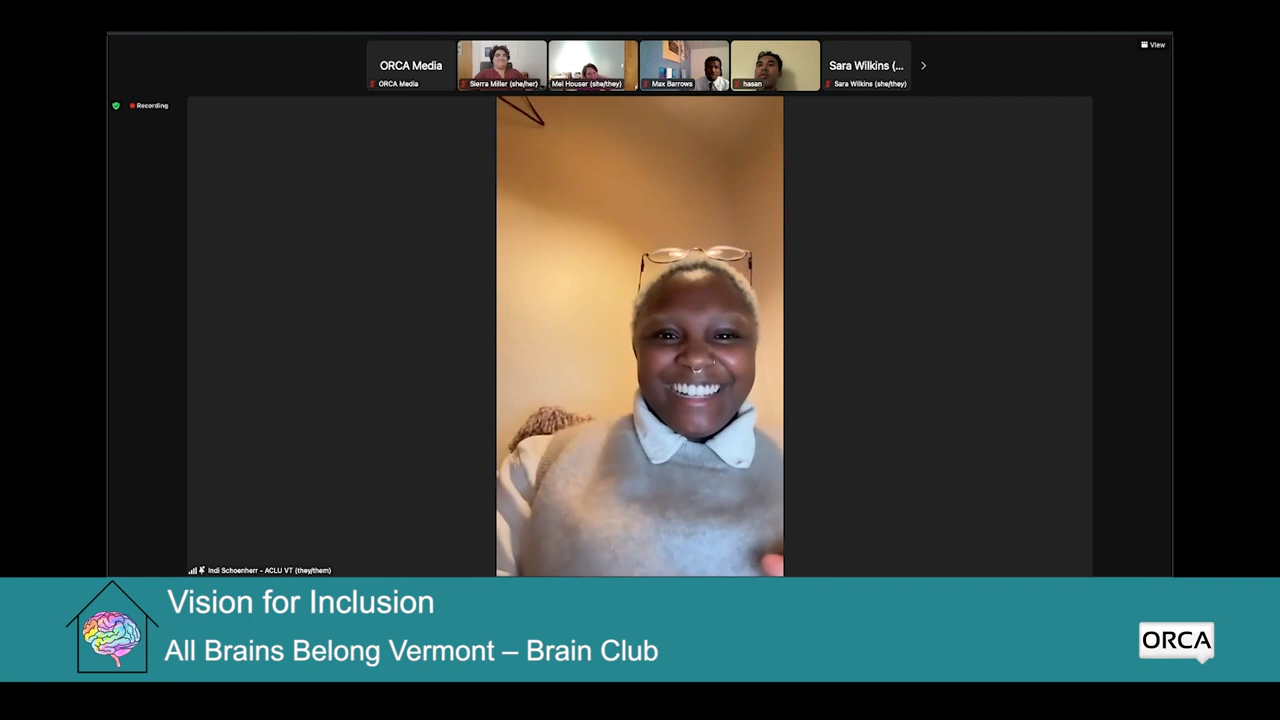 View
ORCA Media
ORCA Media
Sierra Miller (she/her)
Mel Houser (she/they)
Max Barrows
hasan
Sara Wilkins (...
Sara Wilkins (she/they)
Recording
Indi Schoenherr - ACLU VT (they/them)
Vision for Inclusion
All Brains Belong Vermont – Brain Club
ORCA